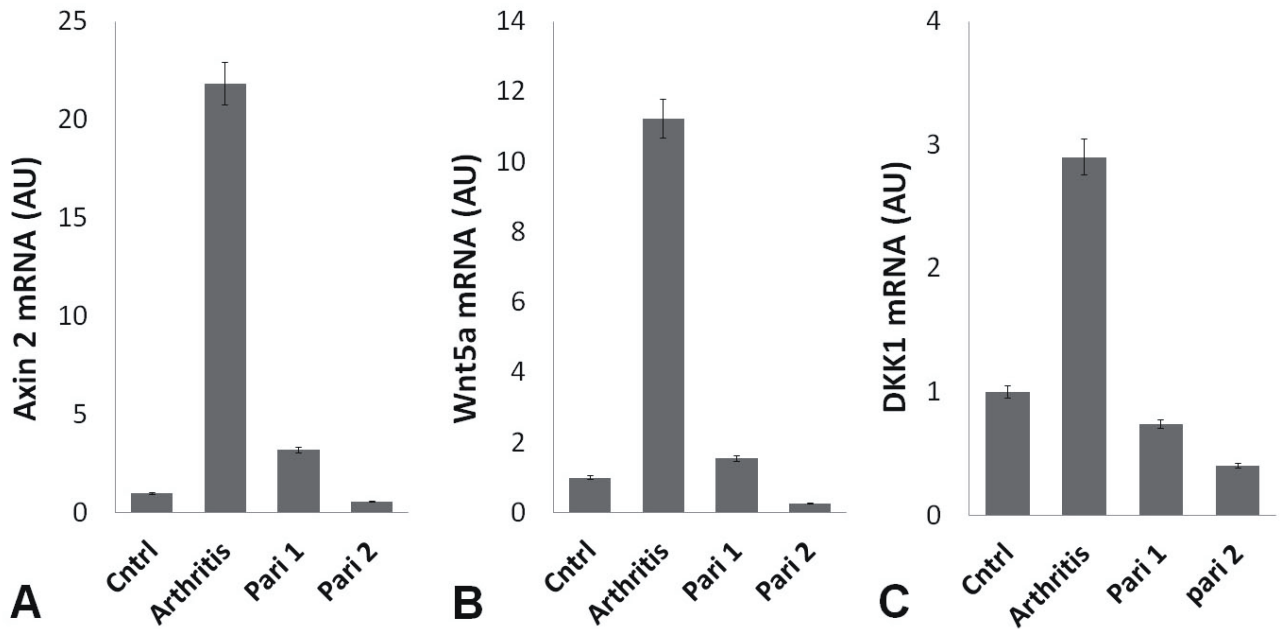 Axin 2 mRNA (AU)
25
20
15
10
5
0
Cntrl
Arthritis
Pari 1
Pari 2
A
Wnt5a mRNA (AU)
14
12
10
8
6
4
2
0
Cntrl
Arthritis
Pari 1
Pari 2
B
DKK1 mRNA (AU)
4
3
2
1
0
Cntrl
Arthritis
Pari 1
pari 2
C